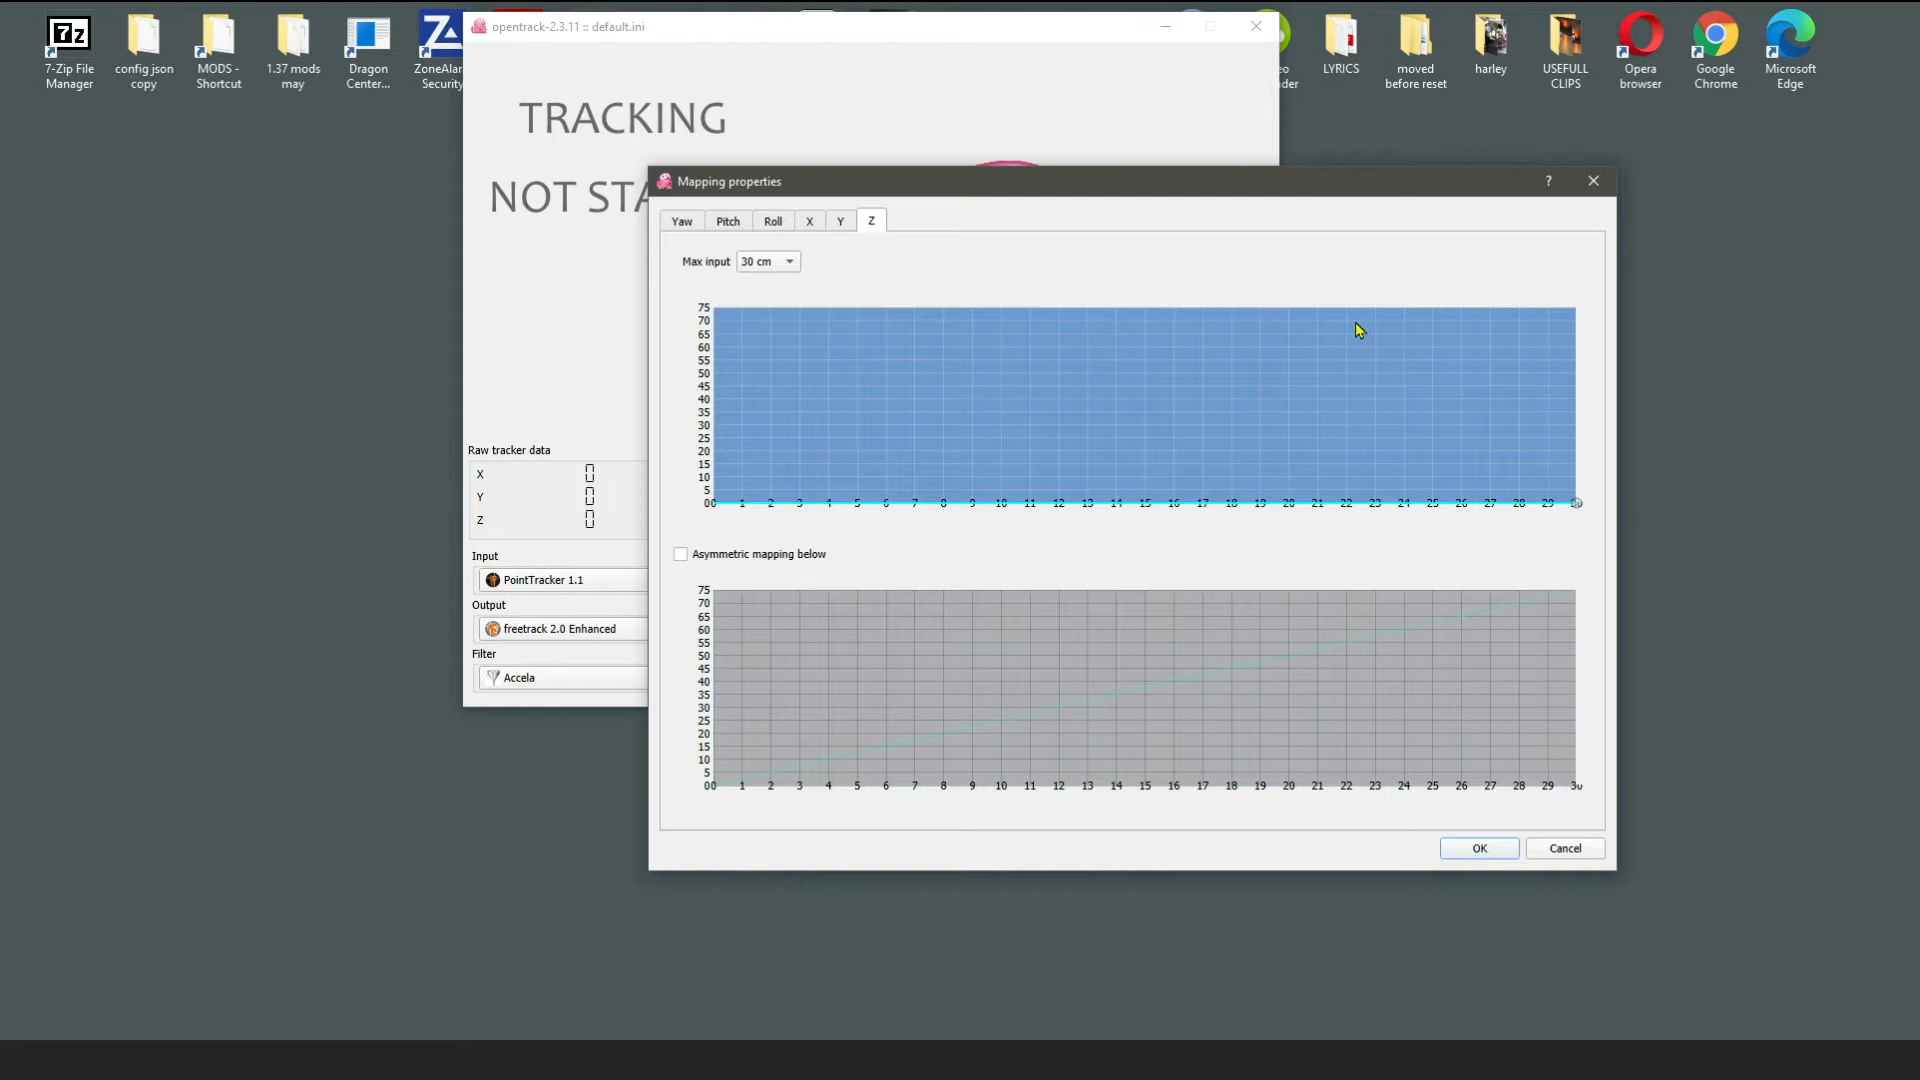 7-Zip File Manager
config json copy
MODS - Shortcut
1.37 mods may
Dragon Center...
ZoneAlar Security
LYRICS
moved before reset
harley
USEFULL CLIPS
Opera browser
Google Chrome
Microsoft Edge
opentrack-2.3.11 :: default.ini
TRACKING
NOT STA
Mapping properties
?
Yaw Pitch Roll X Y Z
Max input 30 cm
75
70
65
60
55
50
45
40
35
30
25
20
15
10
5
00 1 2 3 4 5 6 7 8 9 10 11 12 13 14 15 16 17 18 19 20 21 22 23 24 25 26 27 28 29
Asymmetric mapping below
75
70
65
60
55
50
45
40
35
30
25
20
15
10
5
00 1 2 3 4 5 6 7 8 9 10 11 12 13 14 15 16 17 18 19 20 21 22 23 24 25 26 27 28 29 30
OK Cancel
Raw tracker data
X 0
Y 0
Z 0
Input
PointTracker 1.1
Output
freetrack 2.0 Enhanced
Filter
Accela